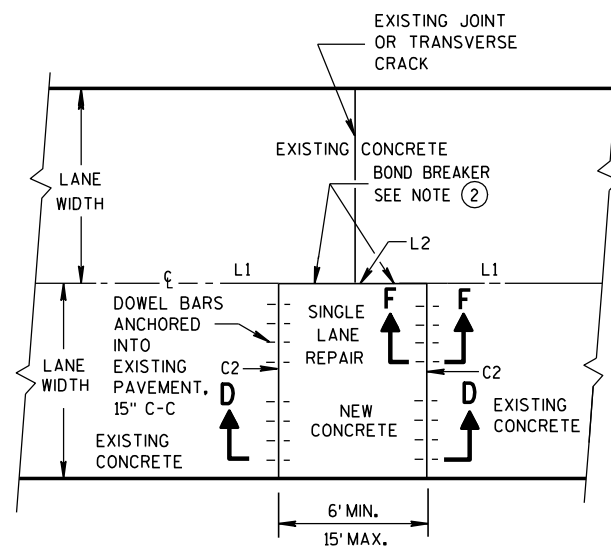 EXISTING JOINT
OR TRANSVERSE
CRACK
EXISTING CONCRETE
BOND BREAKER
SEE NOTE 2
LANE
WIDTH
L2
℄
L1
L1
DOWEL BARS
ANCHORED
INTO
EXISTING
PAVEMENT,
15" C-C
SINGLE
LANE
REPAIR
F
F
LANE
WIDTH
C2
C2
D
D
NEW
CONCRETE
EXISTING
CONCRETE
EXISTING
CONCRETE
6' MIN.
15' MAX.